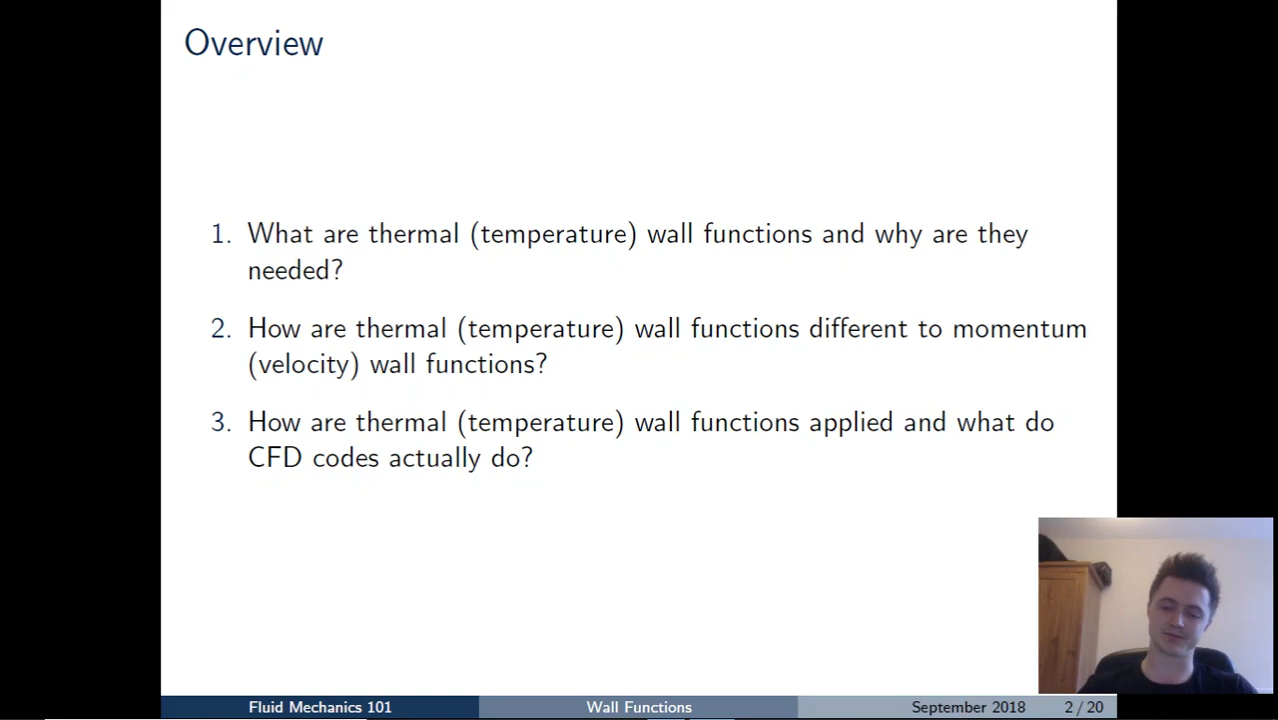 Overview
1. What are thermal (temperature) wall functions and why are they
needed?
2. How are thermal (temperature) wall functions different to momentum
(velocity) wall functions?
3. How are thermal (temperature) wall functions applied and what do
CFD codes actually do?
Fluid Mechanics 101 Wall Functions September 2018 2 / 20